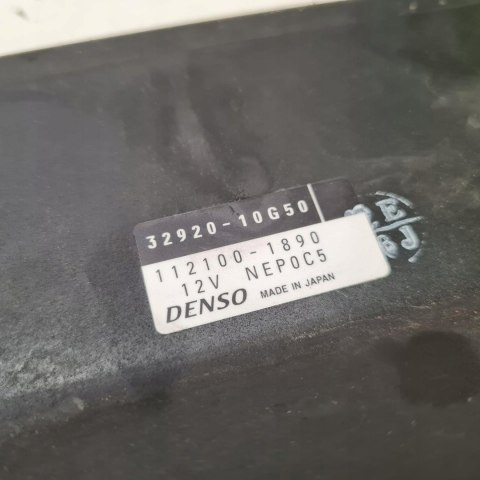 32920-10G50
112100-1890
12V NEP0C5
DENSO MADE IN JAPAN